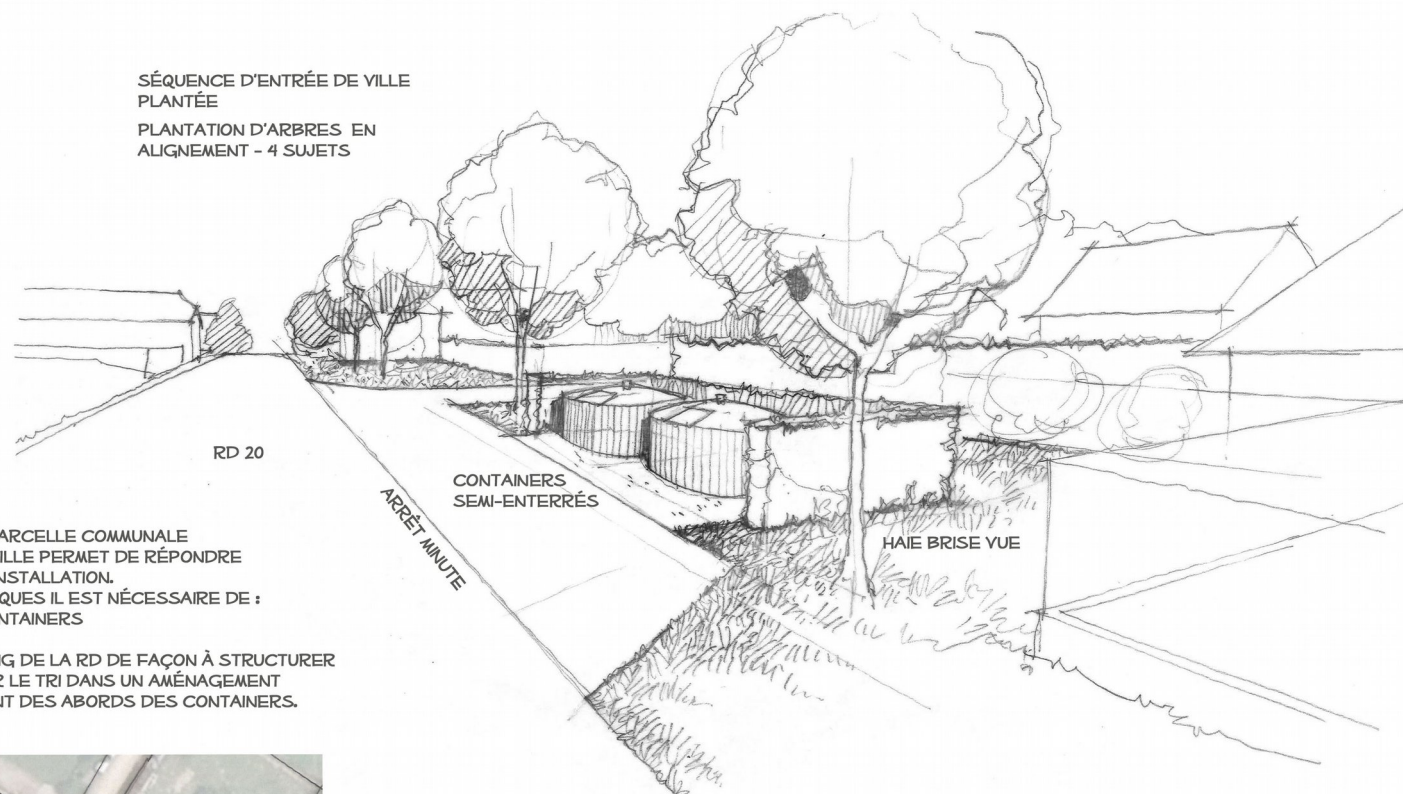 SÉQUENCE D'ENTRÉE DE VILLE
PLANTÉE
PLANTATION D'ARBRES EN
ALIGNEMENT - 4 SUJETS
RD 20
CONTAINERS
SEMI-ENTERRÉS
ARRÊT MINUTE
HAIE BRISE VUE
ARCELLE COMMUNALE
ILLE PERMET DE RÉPONDRE
NSTALLATION.
QUES IL EST NÉCESSAIRE DE :
NTAINERS
G DE LA RD DE FAÇON À STRUCTURER
LE TRI DANS UN AMÉNAGEMENT
NT DES ABORDS DES CONTAINERS.